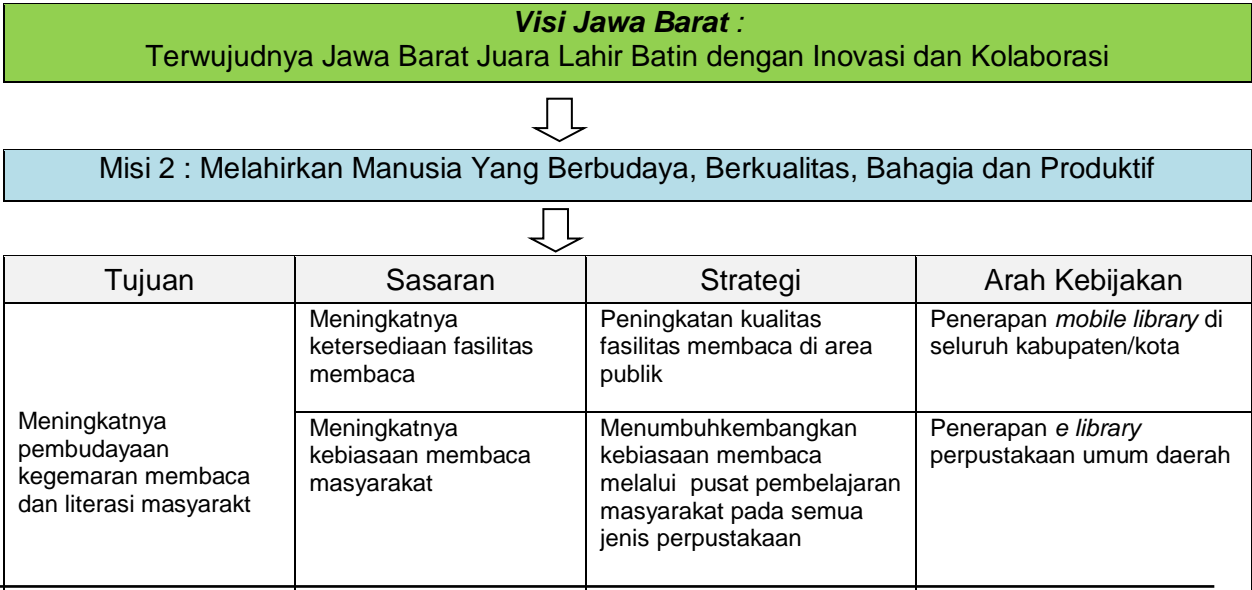 Visi Jawa Barat :
Terwujudnya Jawa Barat Juara Lahir Batin dengan Inovasi dan Kolaborasi
Misi 2 : Melahirkan Manusia Yang Berbudaya, Berkualitas, Bahagia dan Produktif
Tujuan
Sasaran
Strategi
Arah Kebijakan
Meningkatnya
pembudayaan
kegemaran membaca
dan literasi masyarakt
Meningkatnya
ketersediaan fasilitas
membaca
Peningkatan kualitas
fasilitas membaca di area
publik
Penerapan mobile library di
seluruh kabupaten/kota
Meningkatnya
kebiasaan membaca
masyarakat
Menumbuhkembangkan
kebiasaan membaca
melalui  pusat pembelajaran
masyarakat pada semua
jenis perpustakaan
Penerapan e library
perpustakaan umum daerah